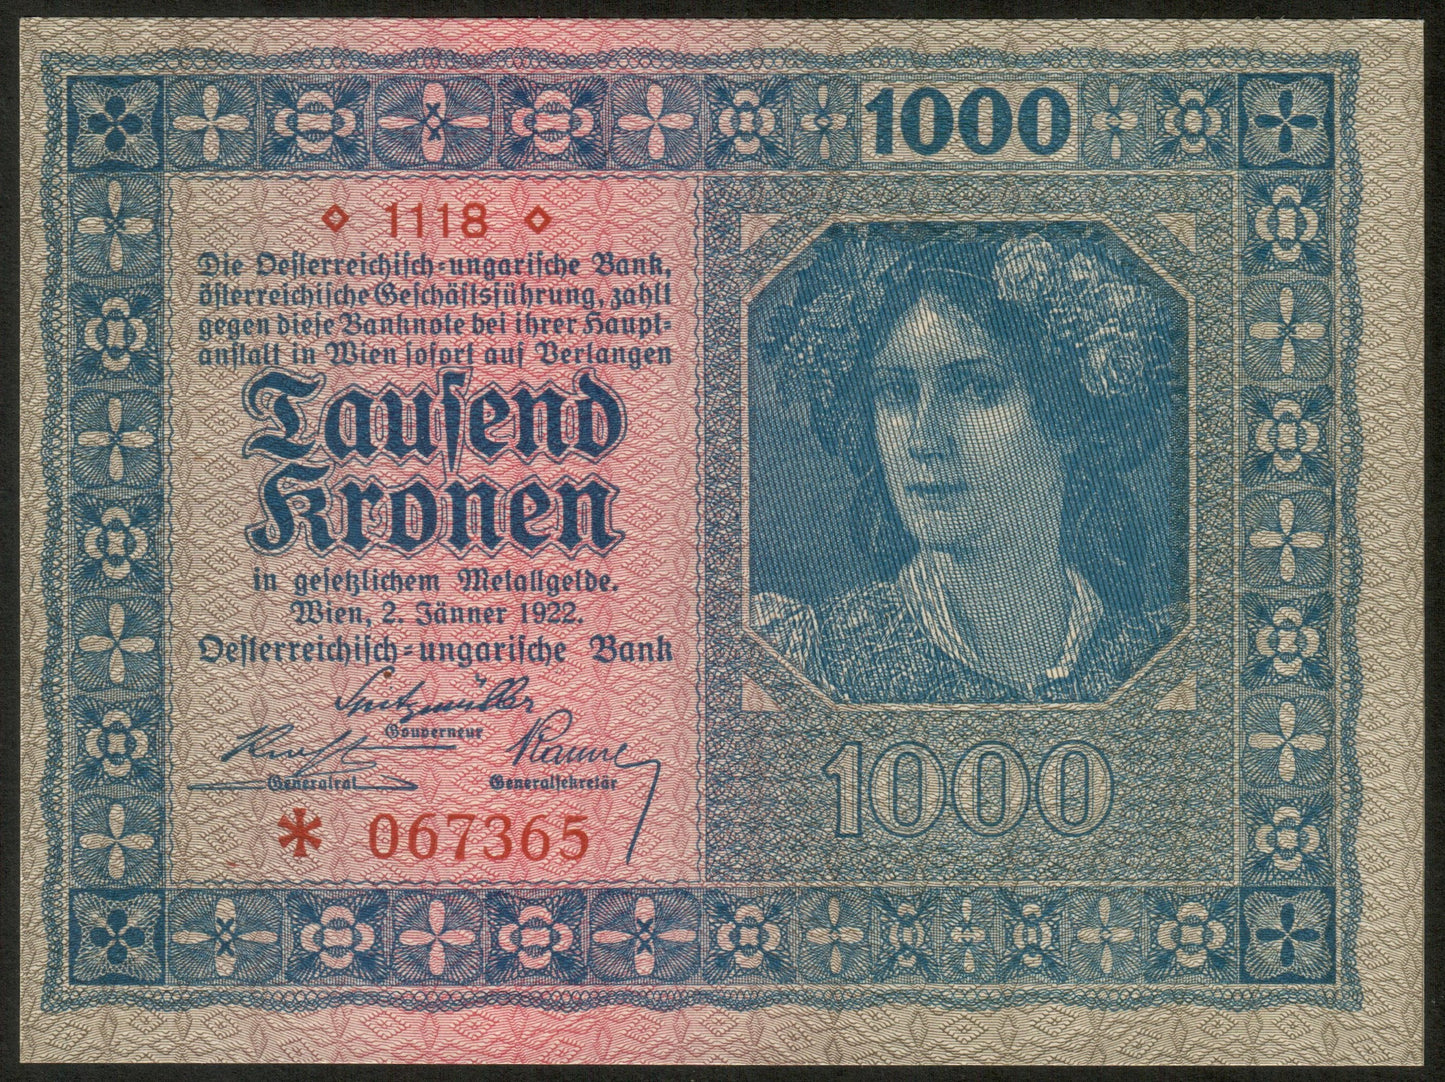 1000
◇ 1118 ◇
Die Oesterreichisch-ungarische Bank,
österreichische Geschäftsführung, zahlt
gegen diese Banknote bei ihrer Haupt-
anstalt in Wien sofort auf Verlangen
Tausend
Kronen
in gesetzlichem Metallgelde.
Wien, 2. Jänner 1922.
Oesterreichisch-ungarische Bank
Spitzmüller
Gouverneur
Generalrat
Generalsekretär
* 067365
1000